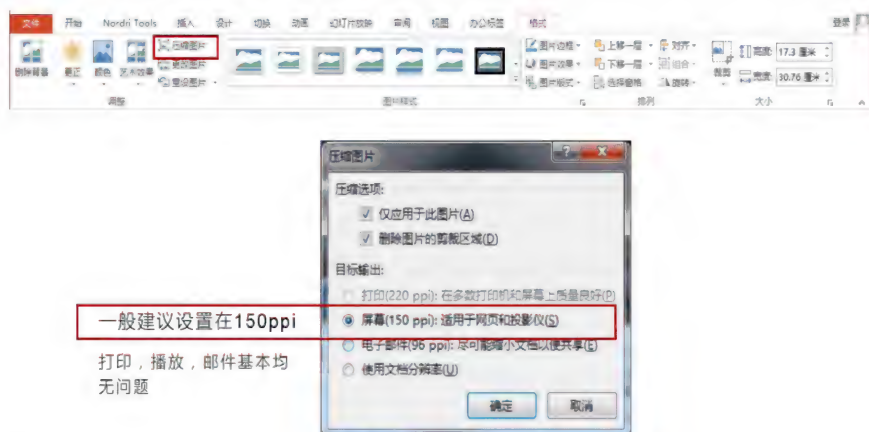 文件 开始 Nordri Tools 插入 设计 切换 动画 幻灯片放映 审阅 视图 办公标签 格式 登录
删除背景 更正 颜色 艺术效果 压缩图片 更改图片 重设图片
图片边框 图片效果 图片版式
上移一层 下移一层 选择窗格 对齐 组合 旋转
裁剪 高度: 17.3 厘米
宽度: 30.76 厘米
调整 图片样式 排列 大小
压缩图片
压缩选项:
仅应用于此图片(A)
删除图片的剪裁区域(D)
目标输出:
打印(220 ppi): 在多数打印机和屏幕上质量良好(P)
一般建议设置在150ppi
屏幕(150 ppi): 适用于网页和投影仪(S)
电子邮件(96 ppi): 尽可能缩小文档以便共享(E)
打印，播放，邮件基本均
无问题
使用文档分辨率(U)
确定 取消